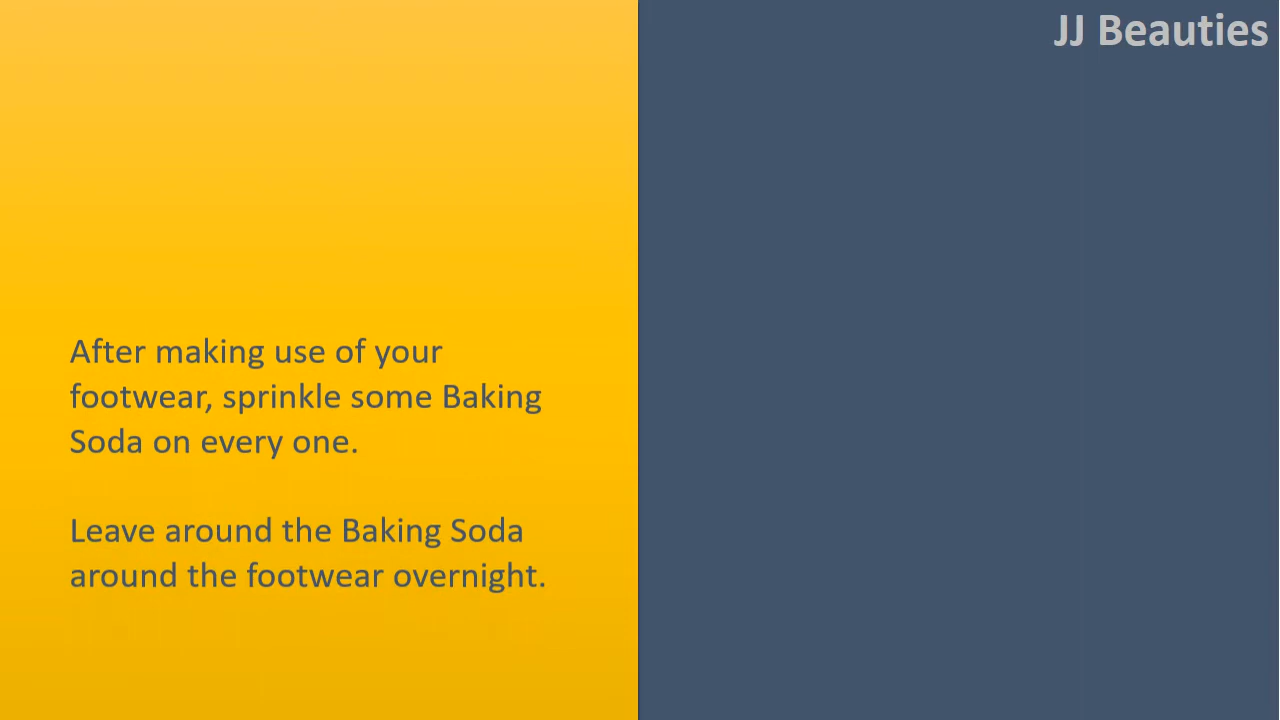 JJ Beauties
After making use of your
footwear, sprinkle some Baking
Soda on every one.
Leave around the Baking Soda
around the footwear overnight.